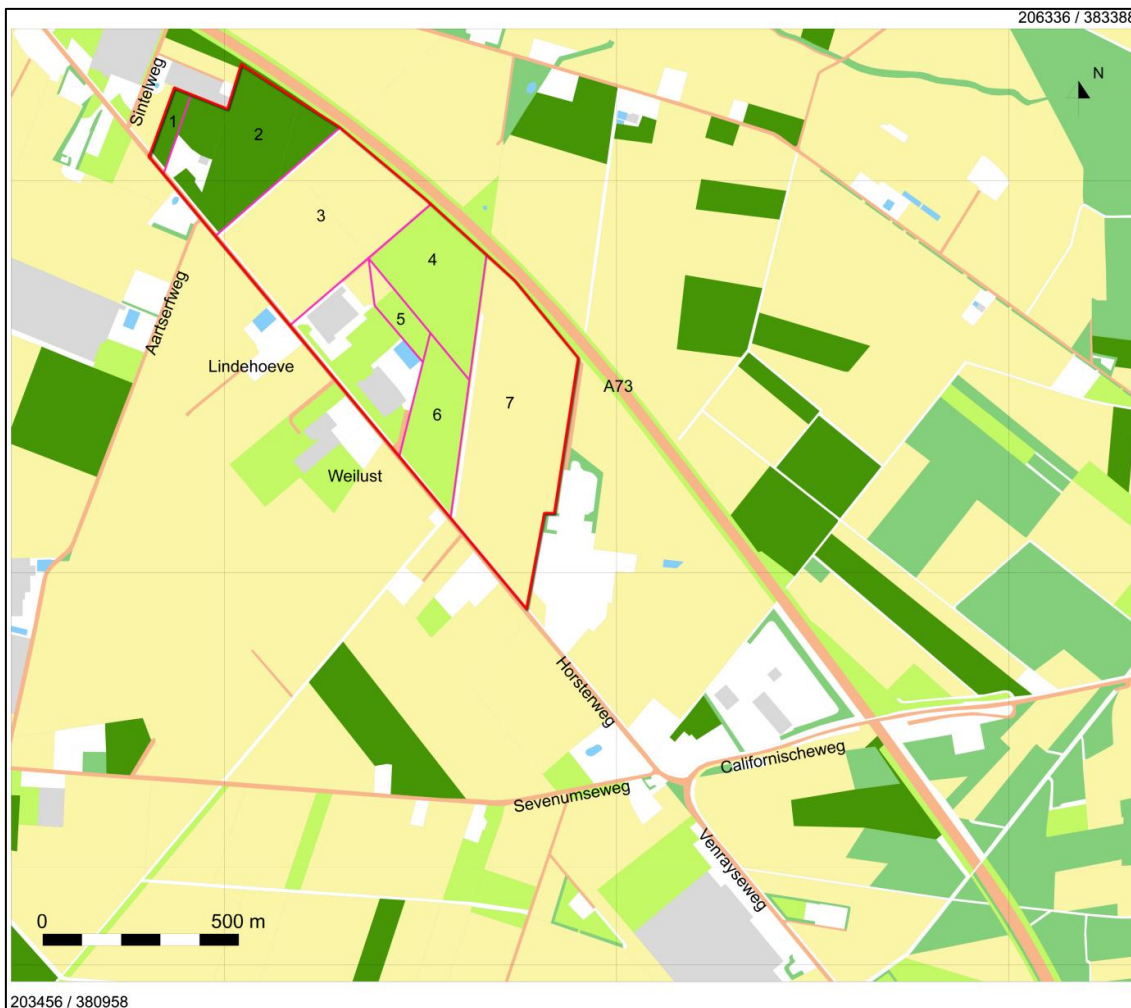 206336 / 383388
N
Sintelweg
1
2
3
4
Aartserfweg
5
Lindehoeve
A73
6
7
Weilust
Horsterweg
Californischeweg
Sevenumseweg
Venrayseweg
0 500 m
203456 / 380958